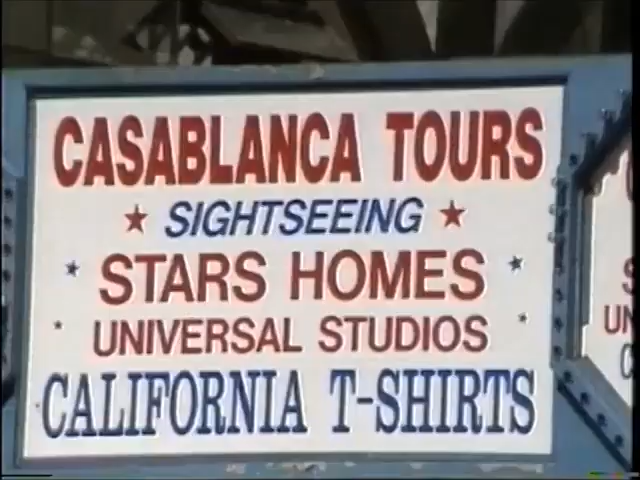 CASABLANCA TOURS
SIGHTSEEING
STARS HOMES
UNIVERSAL STUDIOS
CALIFORNIA T-SHIRTS